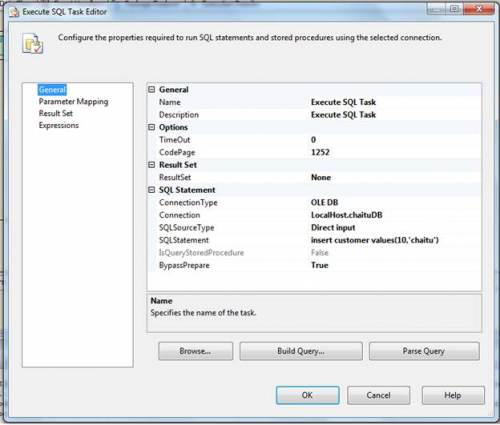 Execute SQL Task Editor
Configure the properties required to run SQL statements and stored procedures using the selected connection.
General
Parameter Mapping
Result Set
Expressions
General
Name Execute SQL Task
Description Execute SQL Task
Options
TimeOut 0
CodePage 1252
Result Set
ResultSet None
SQL Statement
ConnectionType OLE DB
Connection LocalHost.chaituDB
SQLSourceType Direct input
SQLStatement insert customer values(10,'chaitu')
IsQueryStoredProcedure False
BypassPrepare True
Name
Specifies the name of the task.
Browse... Build Query... Parse Query
OK Cancel Help